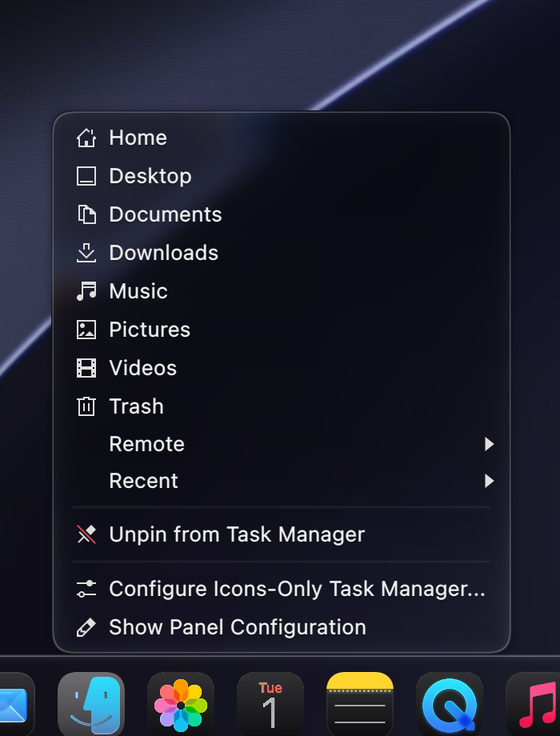 Home
Desktop
Documents
Downloads
Music
Pictures
Videos
Trash
Remote
Recent
Unpin from Task Manager
Configure Icons-Only Task Manager...
Show Panel Configuration
Tue
1